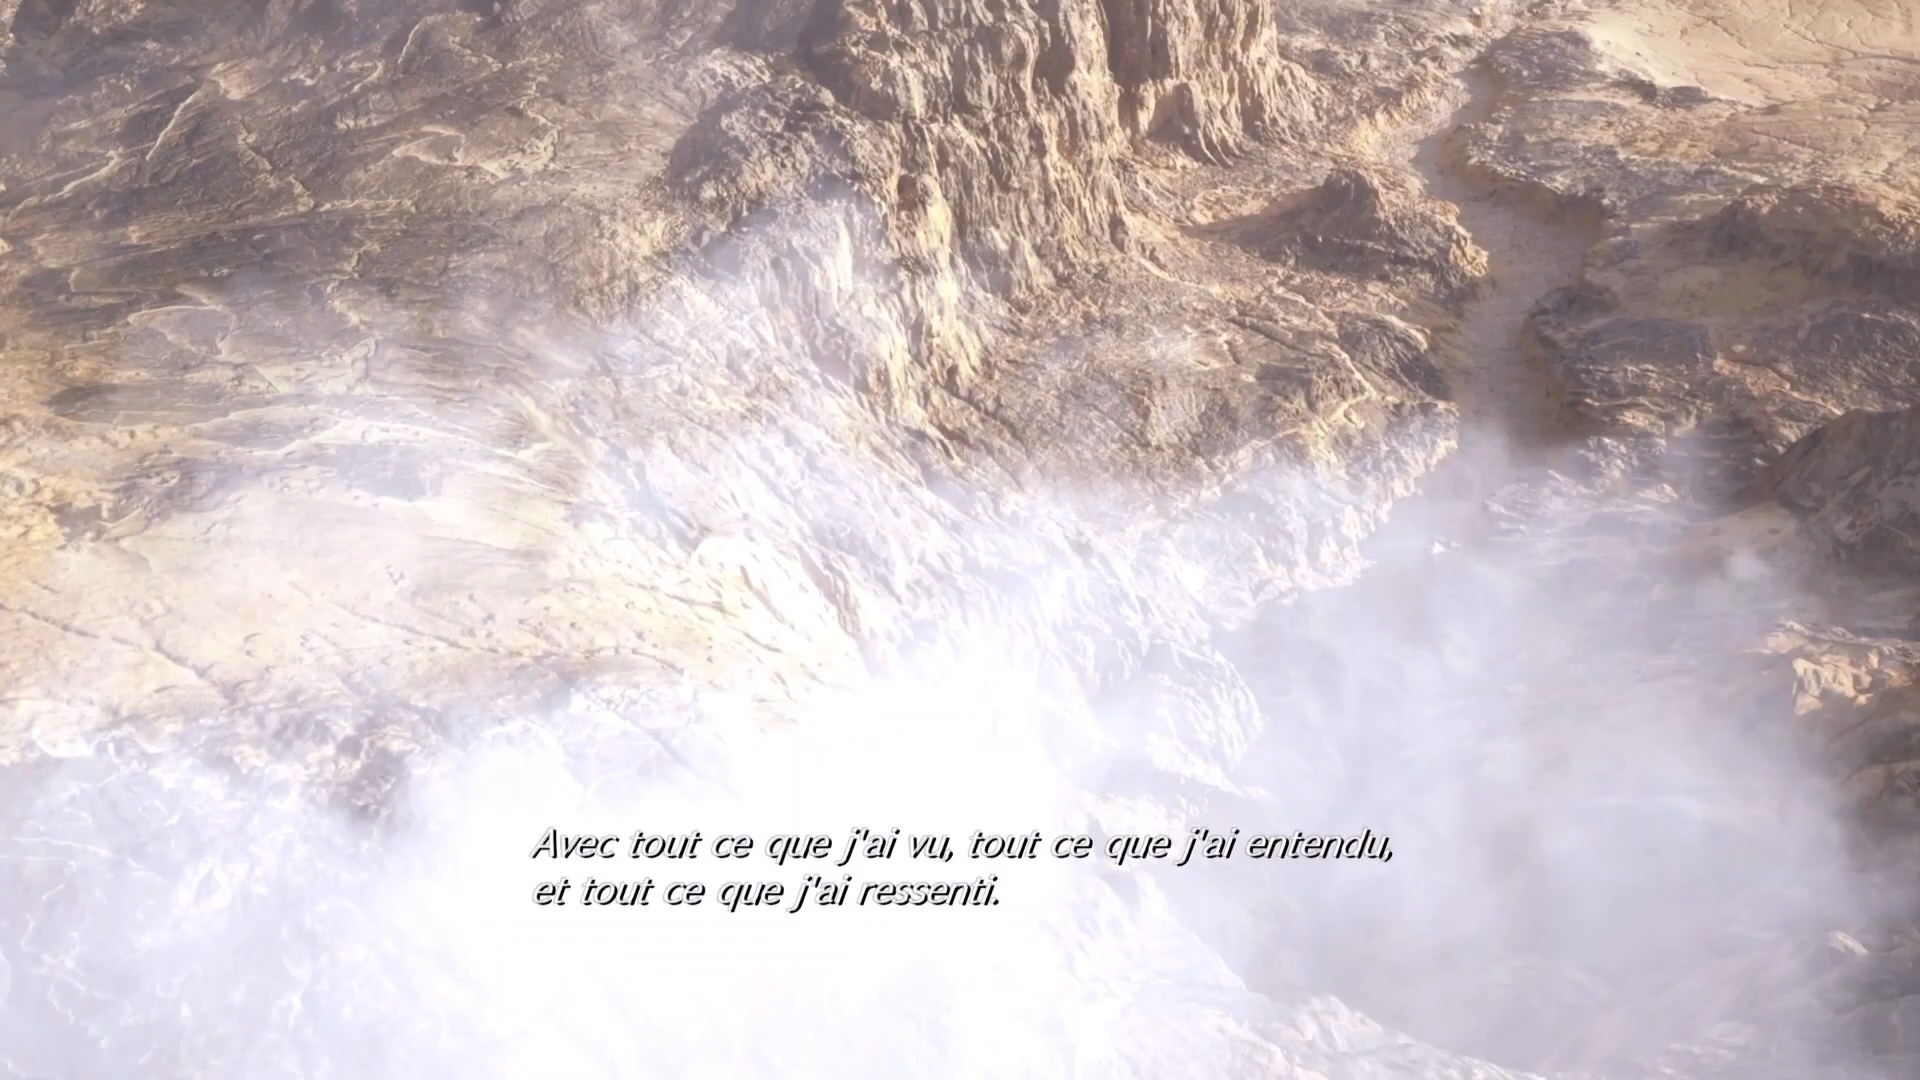 Avec tout ce que j'ai vu, tout ce que j'ai entendu,
et tout ce que j'ai ressenti.